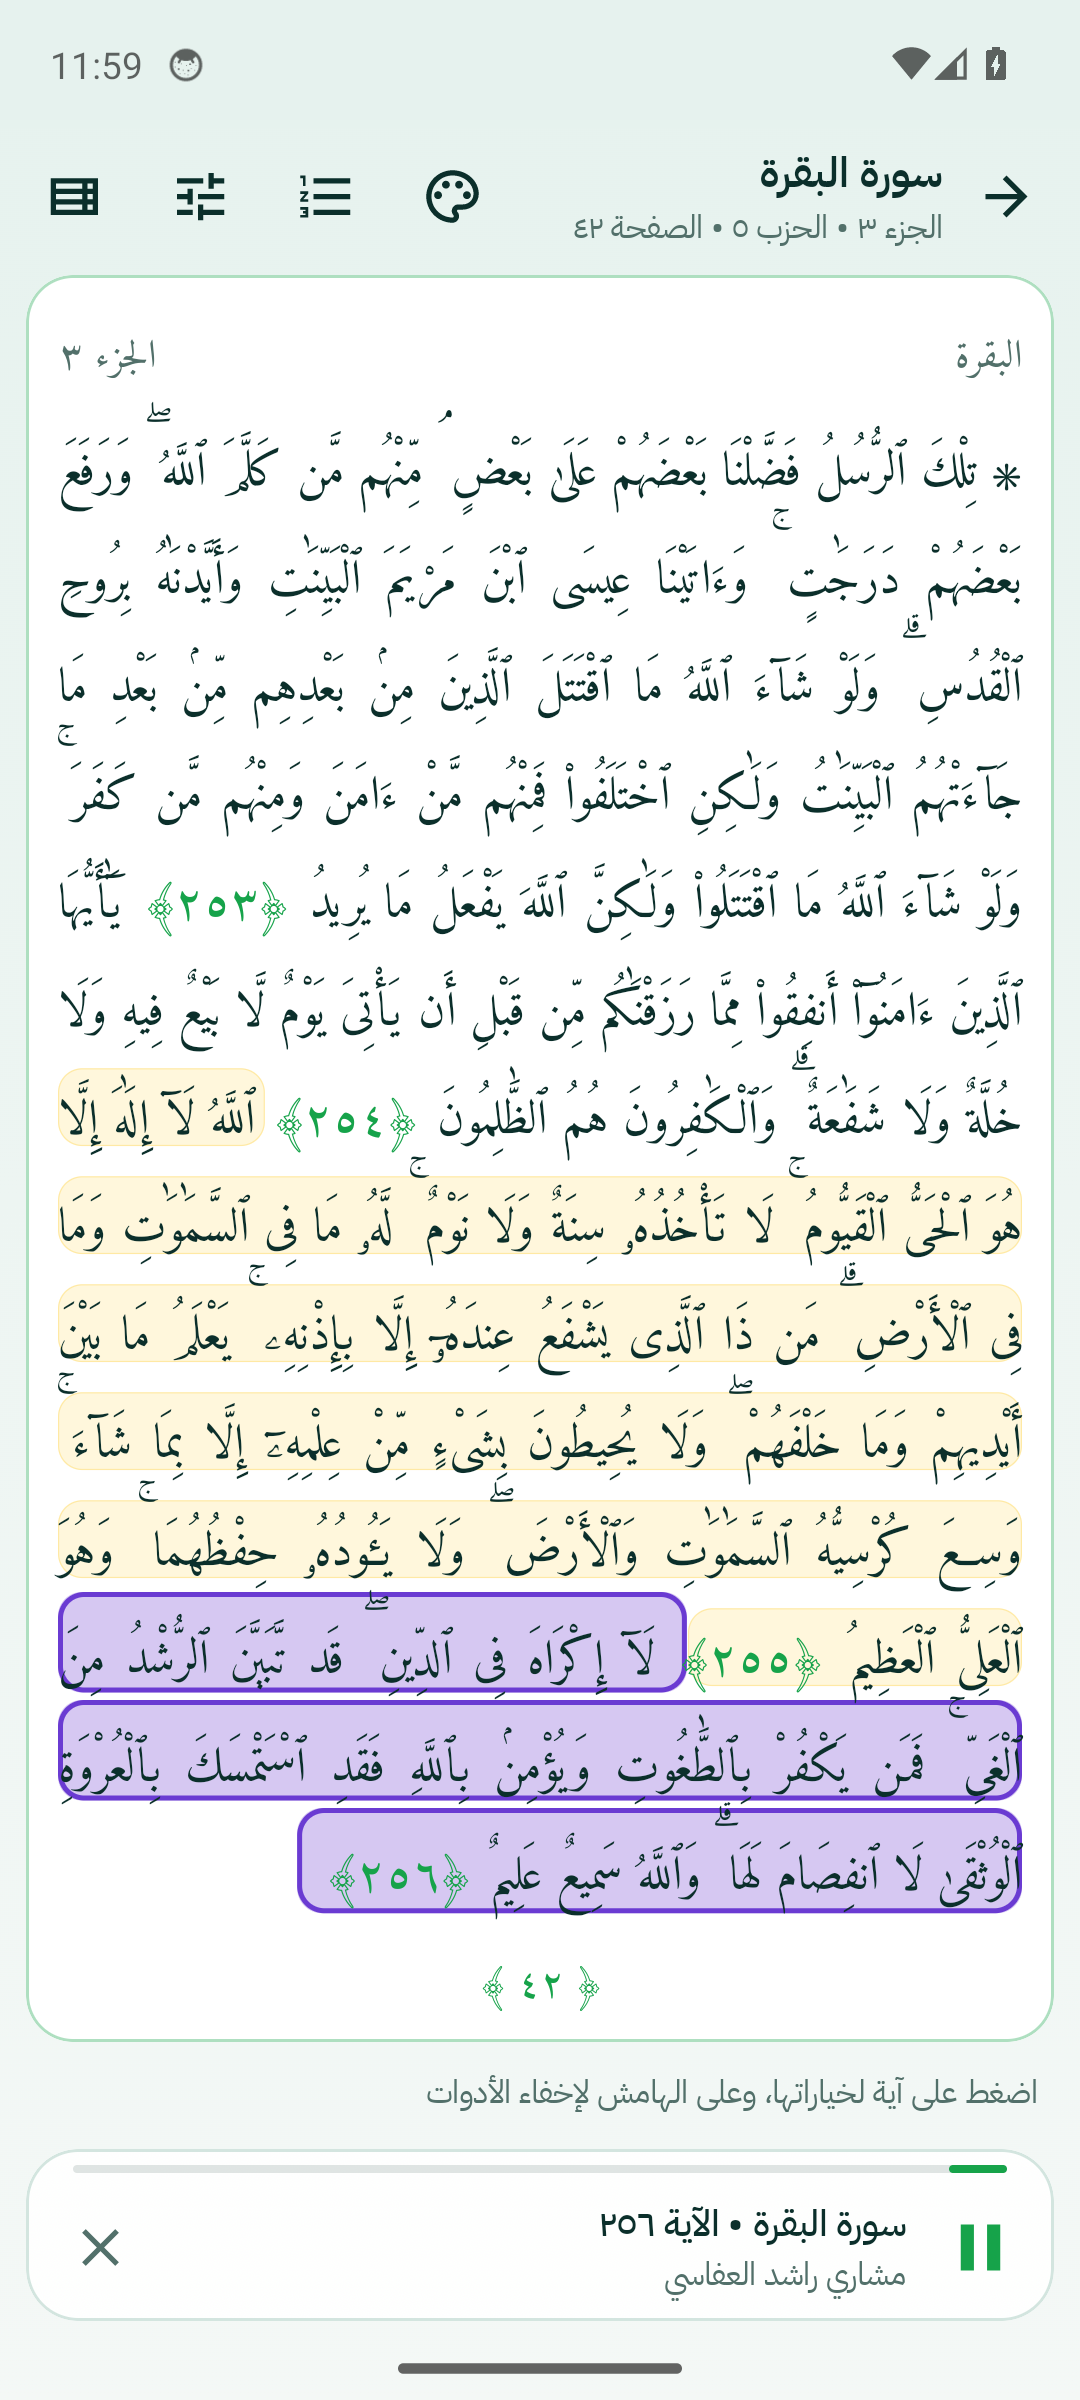 11:59
سورة البقرة
الجزء ٣ • الحزب ٥ • الصفحة ٤٢
البقرة
الجزء ٣
تِلْكَ ٱلرُّسُلُ فَضَّلْنَا بَعْضَهُمْ عَلَىٰ بَعْضٍۢ ۘ مِّنْهُم مَّن كَلَّمَ ٱللَّهُ ۖ وَرَفَعَ
بَعْضَهُمْ دَرَجَـٰتٍۢ ۚ وَءَاتَيْنَا عِيسَى ٱبْنَ مَرْيَمَ ٱلْبَيِّنَـٰتِ وَأَيَّدْنَـٰهُ بِرُوحِ
ٱلْقُدُسِ ۗ وَلَوْ شَآءَ ٱللَّهُ مَا ٱقْتَتَلَ ٱلَّذِينَ مِنۢ بَعْدِهِم مِّنۢ بَعْدِ مَا
جَآءَتْهُمُ ٱلْبَيِّنَـٰتُ وَلَـٰكِنِ ٱخْتَلَفُوا۟ فَمِنْهُم مَّنْ ءَامَنَ وَمِنْهُم مَّن كَفَرَ ۚ
وَلَوْ شَآءَ ٱللَّهُ مَا ٱقْتَتَلُوا۟ وَلَـٰكِنَّ ٱللَّهَ يَفْعَلُ مَا يُرِيدُ ﴿٢٥٣﴾ يَـٰٓأَيُّهَا
ٱلَّذِينَ ءَامَنُوٓا۟ أَنفِقُوا۟ مِمَّا رَزَقْنَـٰكُم مِّن قَبْلِ أَن يَأْتِىَ يَوْمٌۭ لَّا بَيْعٌۭ فِيهِ وَلَا
خُلَّةٌۭ وَلَا شَفَـٰعَةٌۭ ۗ وَٱلْكَـٰفِرُونَ هُمُ ٱلظَّـٰلِمُونَ ﴿٢٥٤﴾ ٱللَّهُ لَآ إِلَـٰهَ إِلَّا
هُوَ ٱلْحَىُّ ٱلْقَيُّومُ ۚ لَا تَأْخُذُهُۥ سِنَةٌۭ وَلَا نَوْمٌۭ ۚ لَّهُۥ مَا فِى ٱلسَّمَـٰوَٰتِ وَمَا
فِى ٱلْأَرْضِ ۗ مَن ذَا ٱلَّذِى يَشْفَعُ عِندَهُۥٓ إِلَّا بِإِذْنِهِۦ ۚ يَعْلَمُ مَا بَيْنَ
أَيْدِيهِمْ وَمَا خَلْفَهُمْ ۖ وَلَا يُحِيطُونَ بِشَىْءٍۢ مِّنْ عِلْمِهِۦٓ إِلَّا بِمَا شَآءَ ۚ
وَسِعَ كُرْسِيُّهُ ٱلسَّمَـٰوَٰتِ وَٱلْأَرْضَ ۖ وَلَا يَـُٔودُهُۥ حِفْظُهُمَا ۚ وَهُوَ
ٱلْعَلِىُّ ٱلْعَظِيمُ ﴿٢٥٥﴾ لَآ إِكْرَاهَ فِى ٱلدِّينِ ۖ قَد تَّبَيَّنَ ٱلرُّشْدُ مِنَ
ٱلْغَىِّ ۚ فَمَن يَكْفُرْ بِٱلطَّـٰغُوتِ وَيُؤْمِنۢ بِٱللَّهِ فَقَدِ ٱسْتَمْسَكَ بِٱلْعُرْوَةِ
ٱلْوُثْقَىٰ لَا ٱنفِصَامَ لَهَا ۗ وَٱللَّهُ سَمِيعٌ عَلِيمٌ ﴿٢٥٦﴾
﴿ ٤٢ ﴾
اضغط على آية لخياراتها، وعلى الهامش لإخفاء الأدوات
سورة البقرة • الآية ٢٥٦
مشاري راشد العفاسي